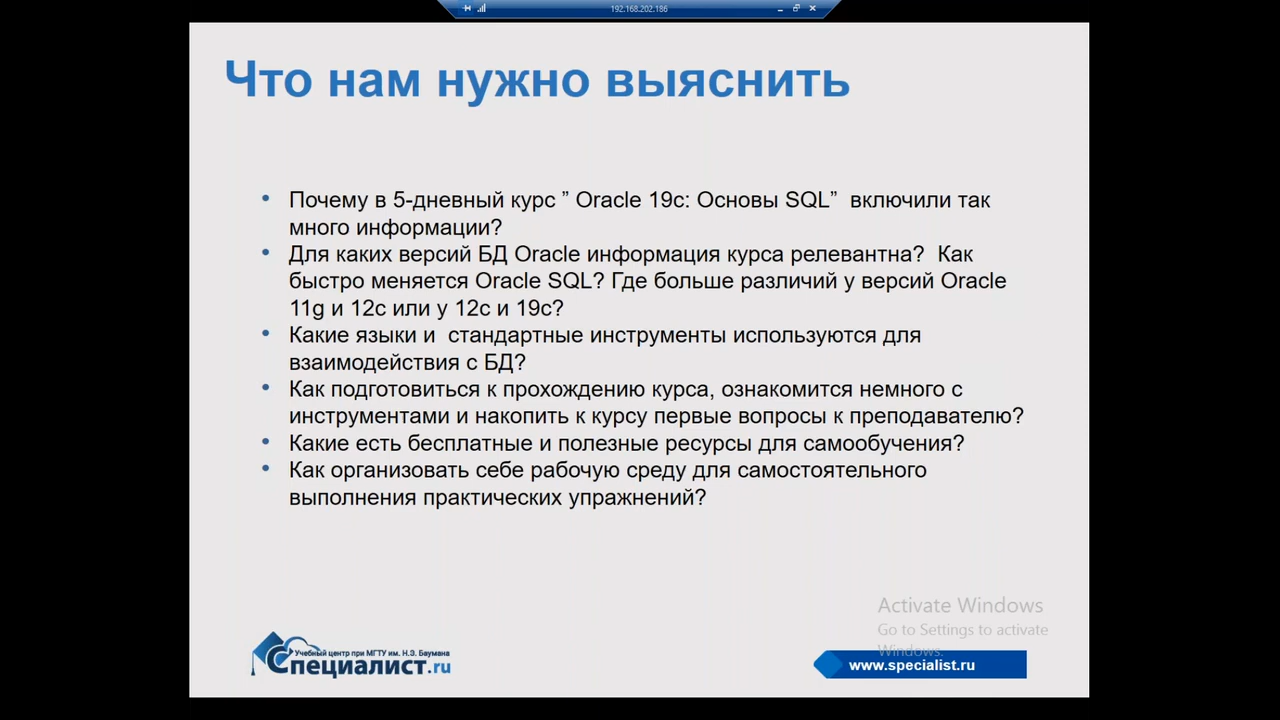 192.168.202.186
Что нам нужно выяснить
• Почему в 5-дневный курс ” Oracle 19c: Основы SQL”  включили так
много информации?
• Для каких версий БД Oracle информация курса релевантна?  Как
быстро меняется Oracle SQL? Где больше различий у версий Oracle
11g и 12c или у 12c и 19c?
• Какие языки и  стандартные инструменты используются для
взаимодействия с БД?
• Как подготовиться к прохождению курса, ознакомится немного с
инструментами и накопить к курсу первые вопросы к преподавателю?
• Какие есть бесплатные и полезные ресурсы для самообучения?
• Как организовать себе рабочую среду для самостоятельного
выполнения практических упражнений?
Activate Windows
Go to Settings to activate
Windows.
Учебный центр при МГТУ им. Н.Э. Баумана
Специалист.ru
www.specialist.ru